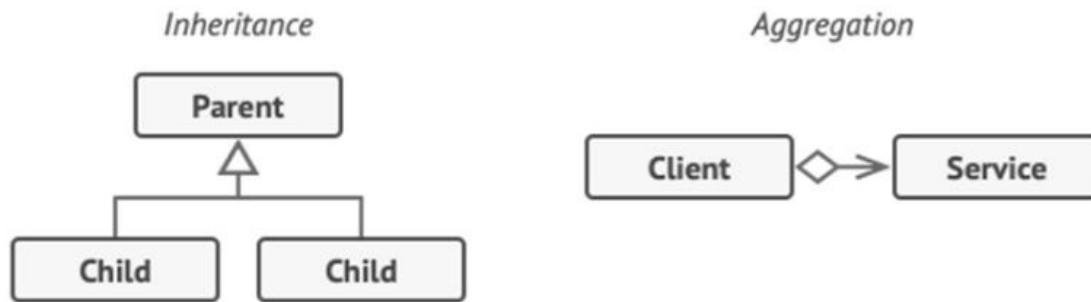 Inheritance
Aggregation
Parent
Client
Service
Child
Child